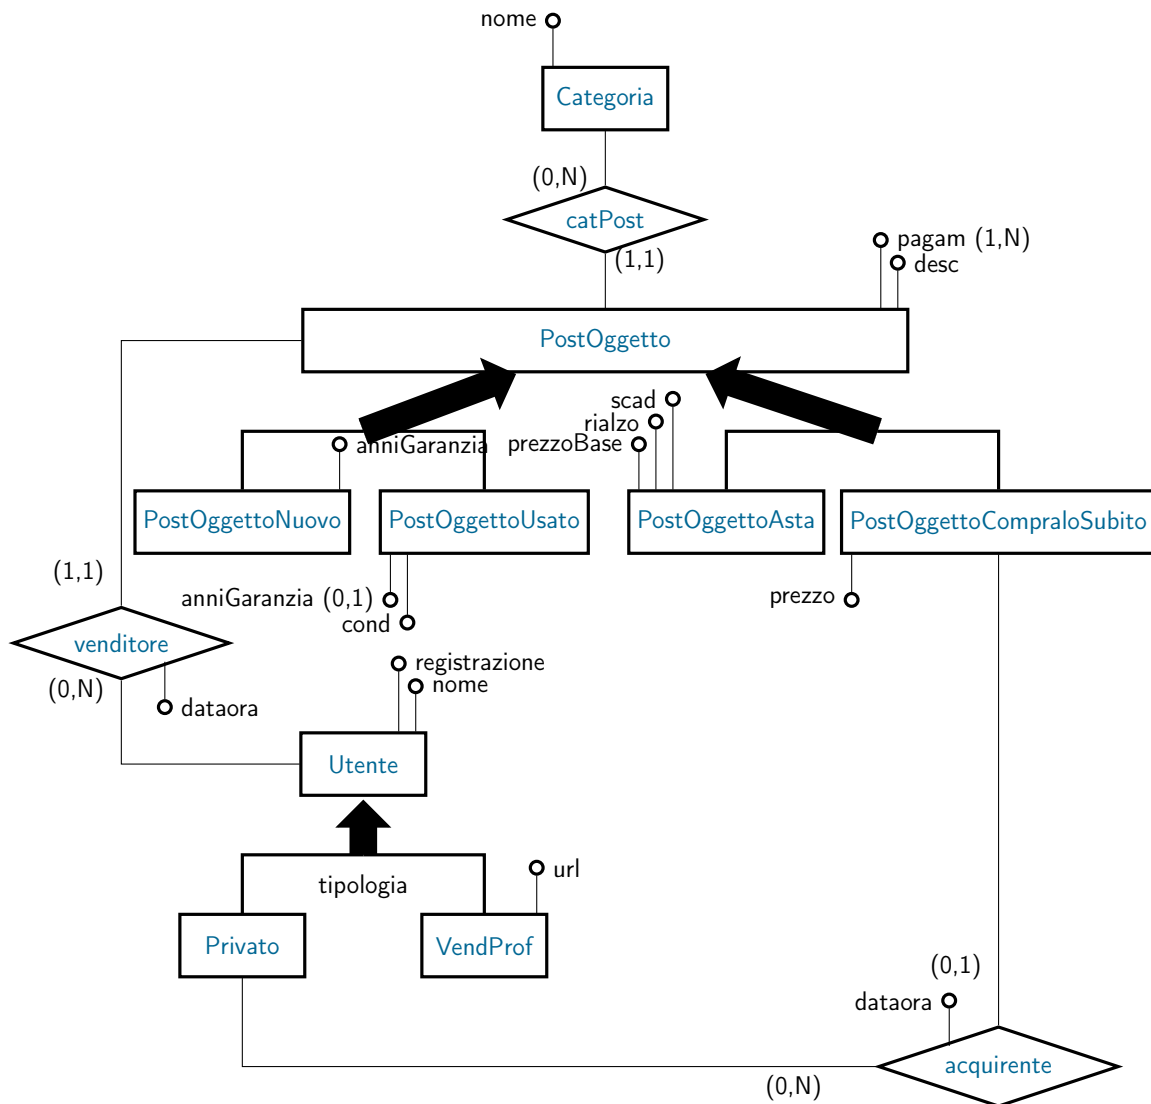 nome
Categoria
(0,N)
catPost
(1,1)
pagam (1,N)
desc
PostOggetto
scad
rialzo
prezzoBase
anniGaranzia
PostOggettoNuovo
PostOggettoUsato
PostOggettoAsta
PostOggettoCompraloSubito
(1,1)
anniGaranzia (0,1)
cond
prezzo
venditore
(0,N)
dataora
registrazione
nome
Utente
tipologia
url
Privato
VendProf
(0,1)
dataora
acquirente
(0,N)